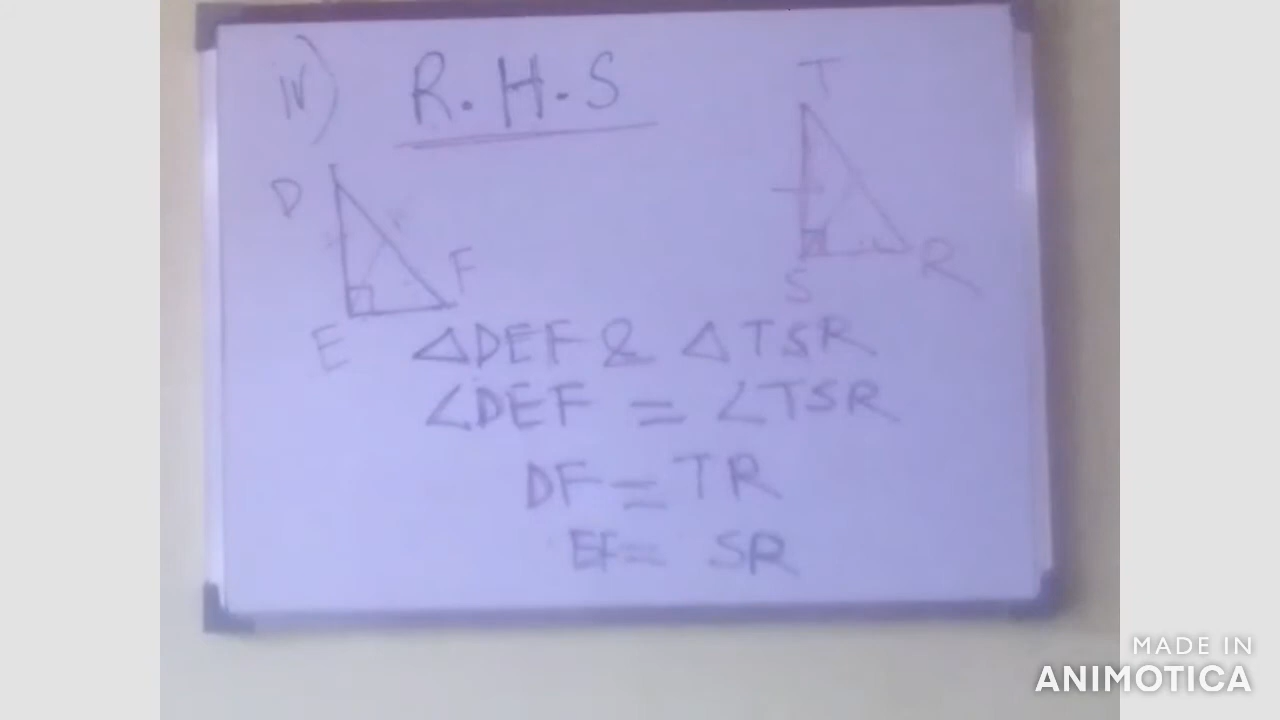 iv) R.H.S
T
D
F
R
S
E
△DEF & △TSR
∠DEF = ∠TSR
DF = TR
EF = SR
MADE IN
ANIMOTICA